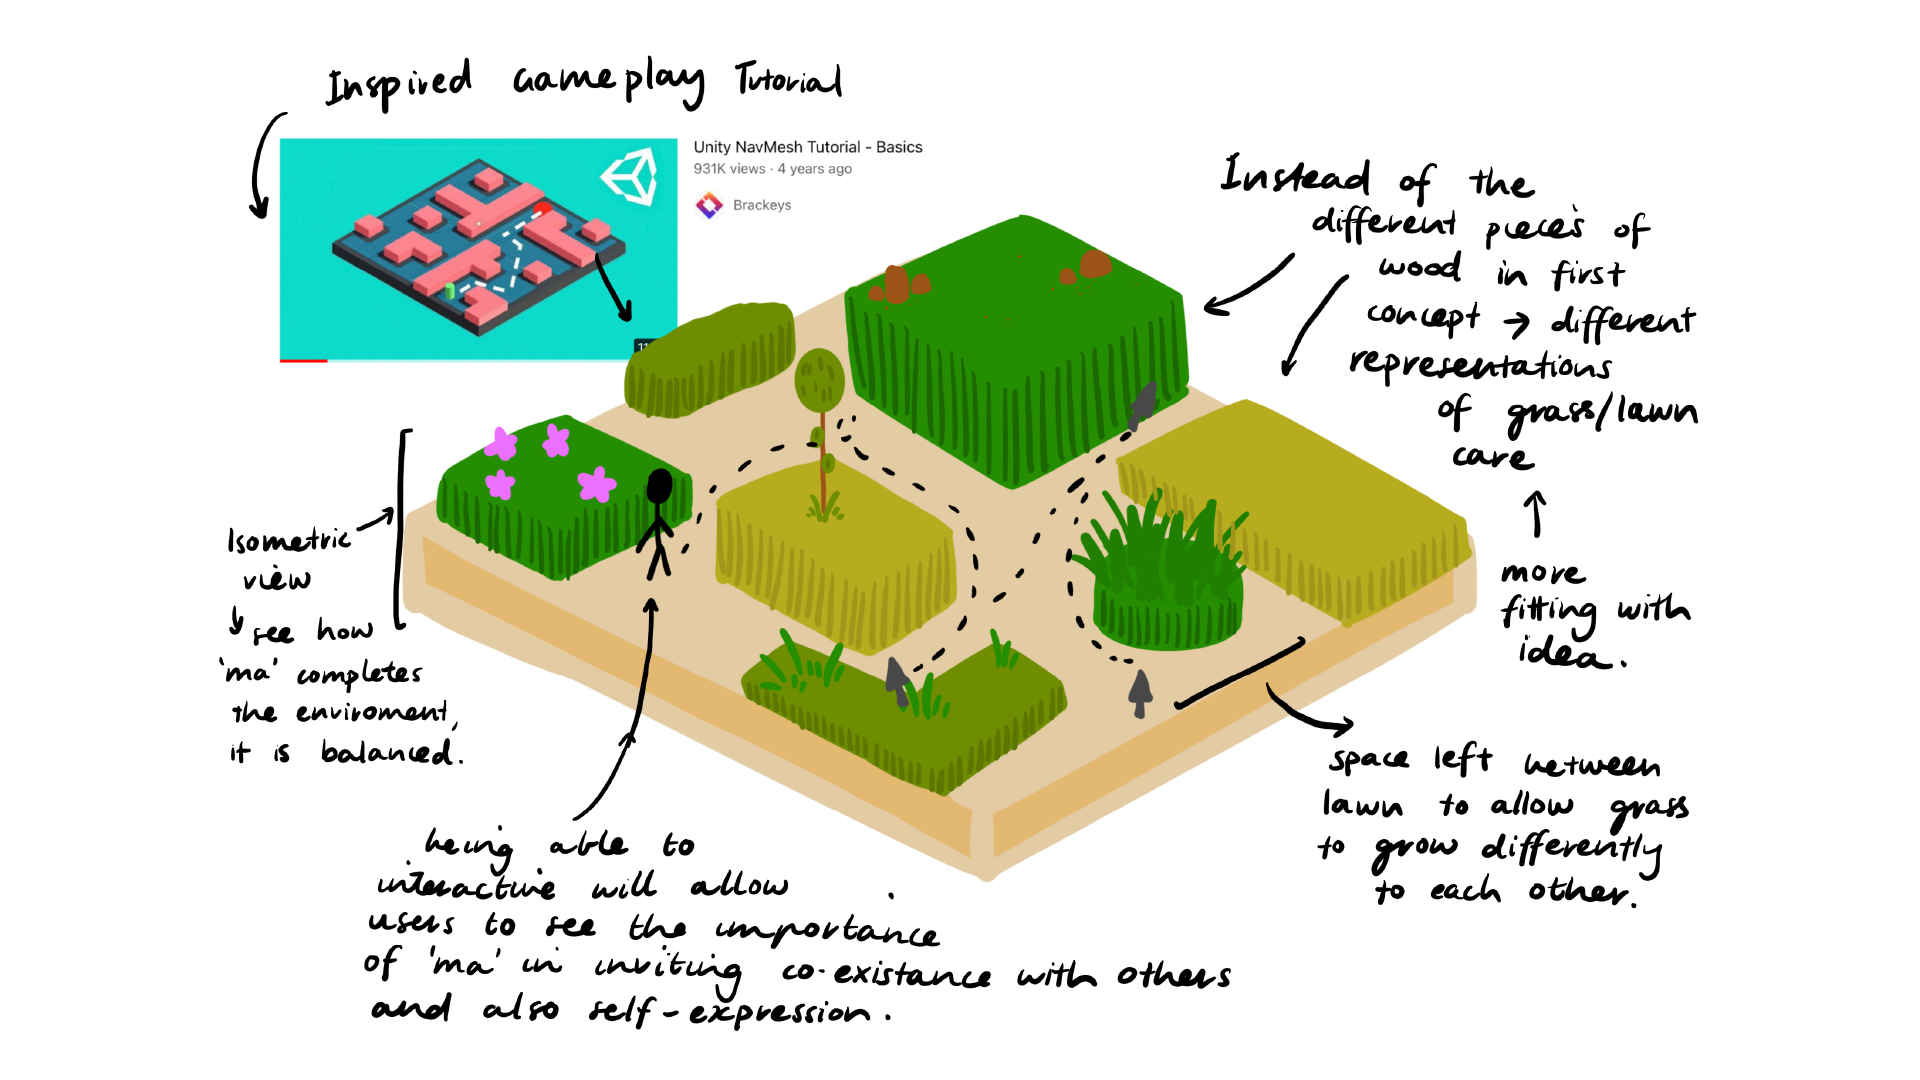 Inspired Gameplay Tutorial
Unity NavMesh Tutorial - Basics
931K views · 4 years ago
Brackeys
11
Instead of the
different pieces of
wood in first
concept → different
representations
of grass/lawn
care
more
fitting with
idea.
Isometric
view
see how
'ma' completes
the enviroment,
it is balanced.
space left between
lawn to allow grass
to grow differently
to each other.
being able to
interactive will allow
users to see the importance
of 'ma' in inviting co-existance with others
and also self-expression.